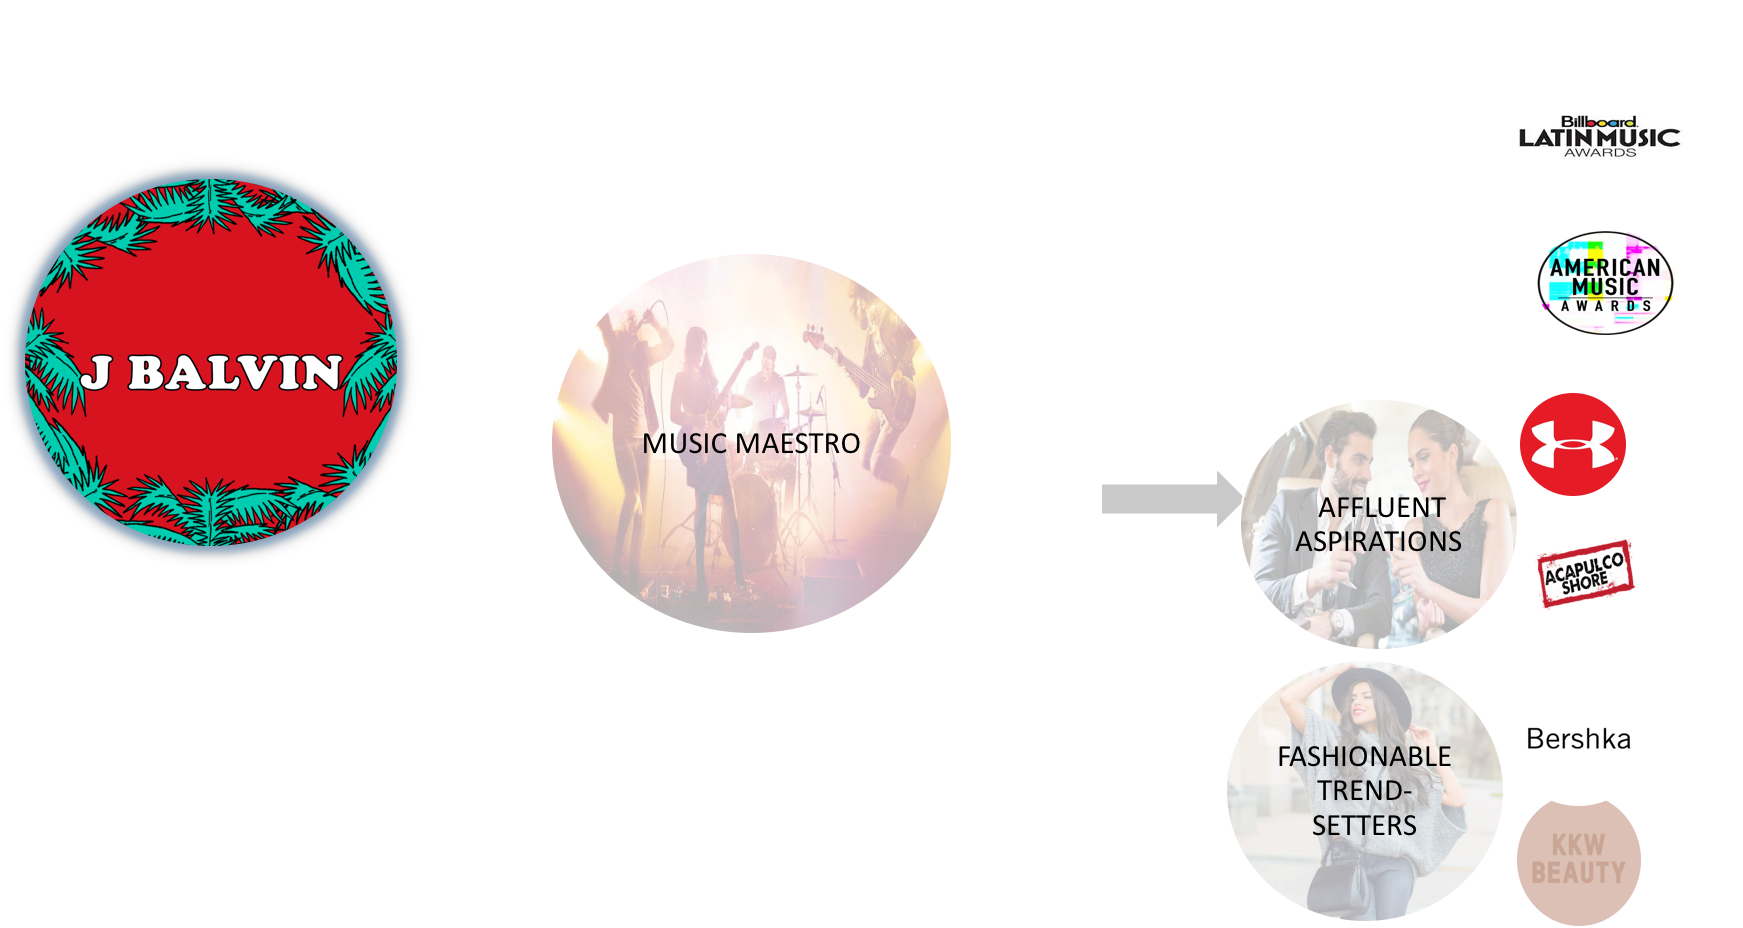 J BALVIN
MUSIC MAESTRO
Billboard
LATIN MUSIC
AWARDS
AMERICAN
MUSIC
AWARDS
AFFLUENT
ASPIRATIONS
ACAPULCO
SHORE
FASHIONABLE
TREND-
SETTERS
Bershka
KKW
BEAUTY